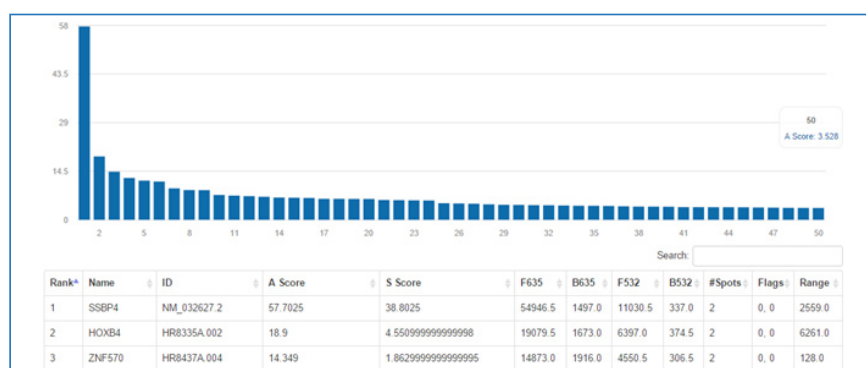 58
43.5
29
50
A Score: 3.528
14.5
0
2 5 8 11 14 17 20 23 26 29 32 35 38 41 44 47 50
Search:
Rank Name ID A Score S Score F635 B635 F532 B532 #Spots Flags Range
1 SSBP4 NM_032627.2 57.7025 38.8025 54946.5 1497.0 11030.5 337.0 2 0, 0 2559.0
2 HOXB4 HR8335A.002 18.9 4.550999999999998 19079.5 1673.0 6397.0 374.5 2 0, 0 6261.0
3 ZNF570 HR8437A.004 14.349 1.8629999999999995 14873.0 1916.0 4550.5 306.5 2 0, 0 128.0